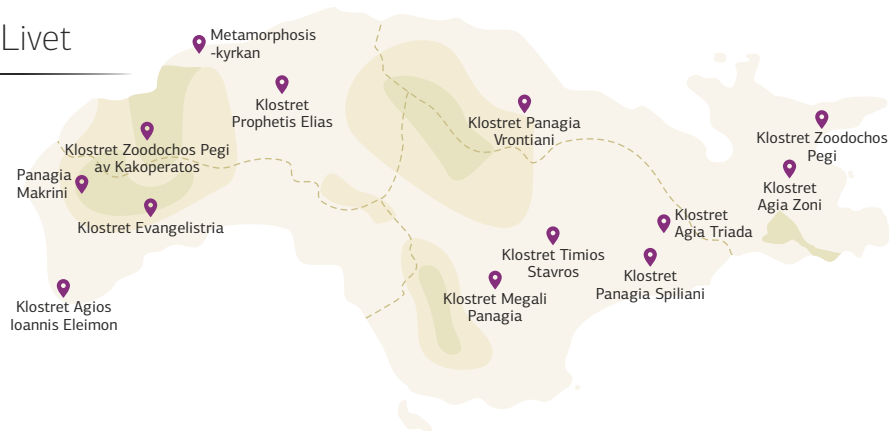 Livet
Metamorphosis
-kyrkan
Klostret
Prophetis Elias
Klostret Panagia
Vrontiani
Klostret Zoodochos
Pegi
Klostret Zoodochos Pegi
av Kakoperatos
Panagia
Makrini
Klostret
Agia Zoni
Klostret Evangelistria
Klostret
Agia Triada
Klostret Timios
Stavros
Klostret
Panagia Spiliani
Klostret Megali
Panagia
Klostret Agios
Ioannis Eleimon